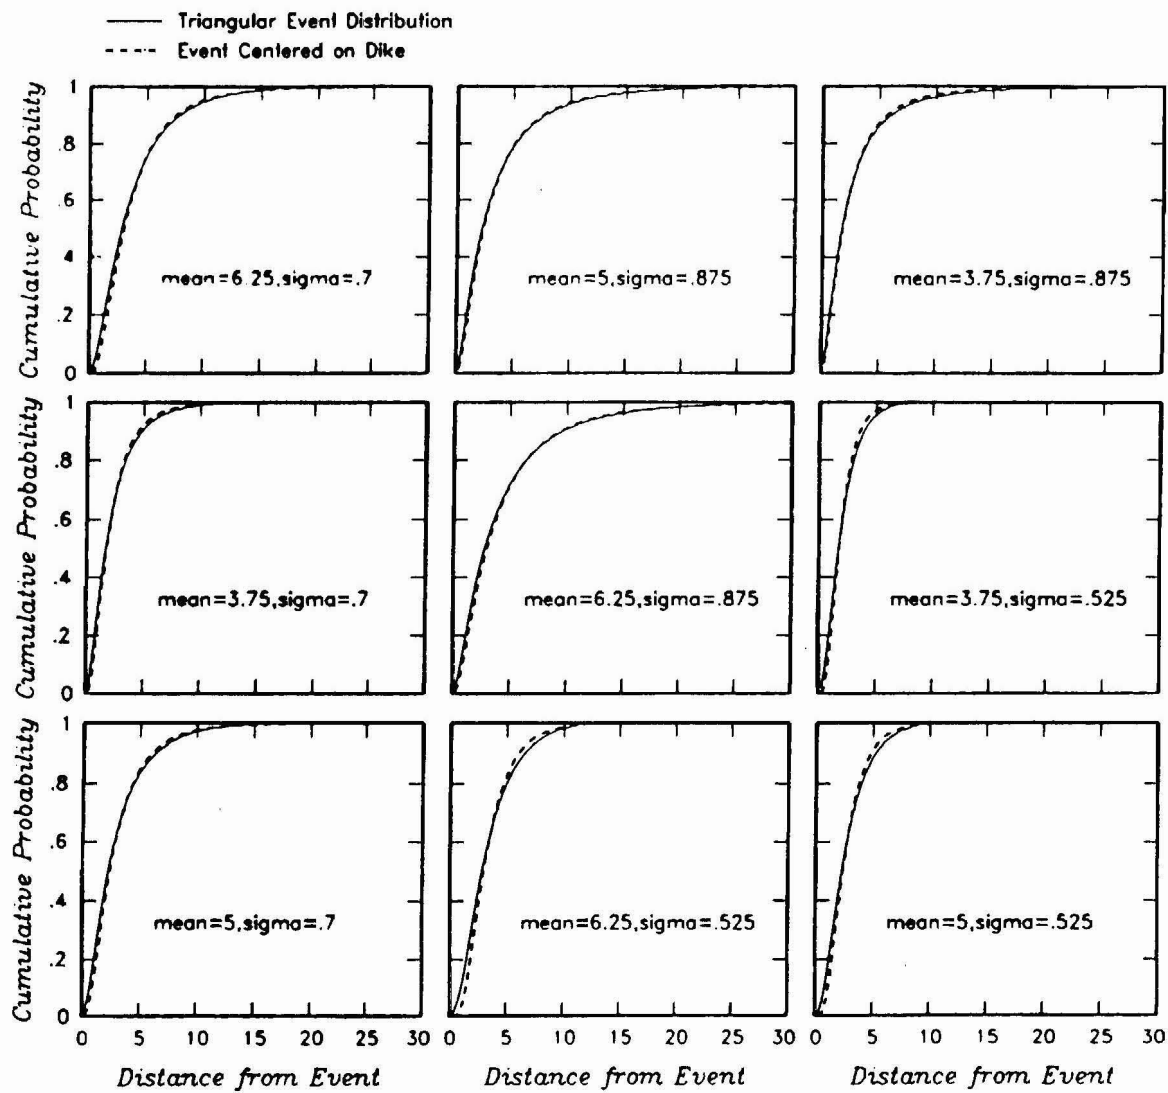 Triangular Event Distribution
Event Centered on Dike
Cumulative Probability
1
.8
.6
.4
.2
0
mean=6.25,sigma=.7
mean=5,sigma=.875
mean=3.75,sigma=.875
Cumulative Probability
1
.8
.6
.4
.2
0
mean=3.75,sigma=.7
mean=6.25,sigma=.875
mean=3.75,sigma=.525
Cumulative Probability
1
.8
.6
.4
.2
0
mean=5,sigma=.7
mean=6.25,sigma=.525
mean=5,sigma=.525
0 5 10 15 20 25 30 0 5 10 15 20 25 30 0 5 10 15 20 25 30
Distance from Event Distance from Event Distance from Event